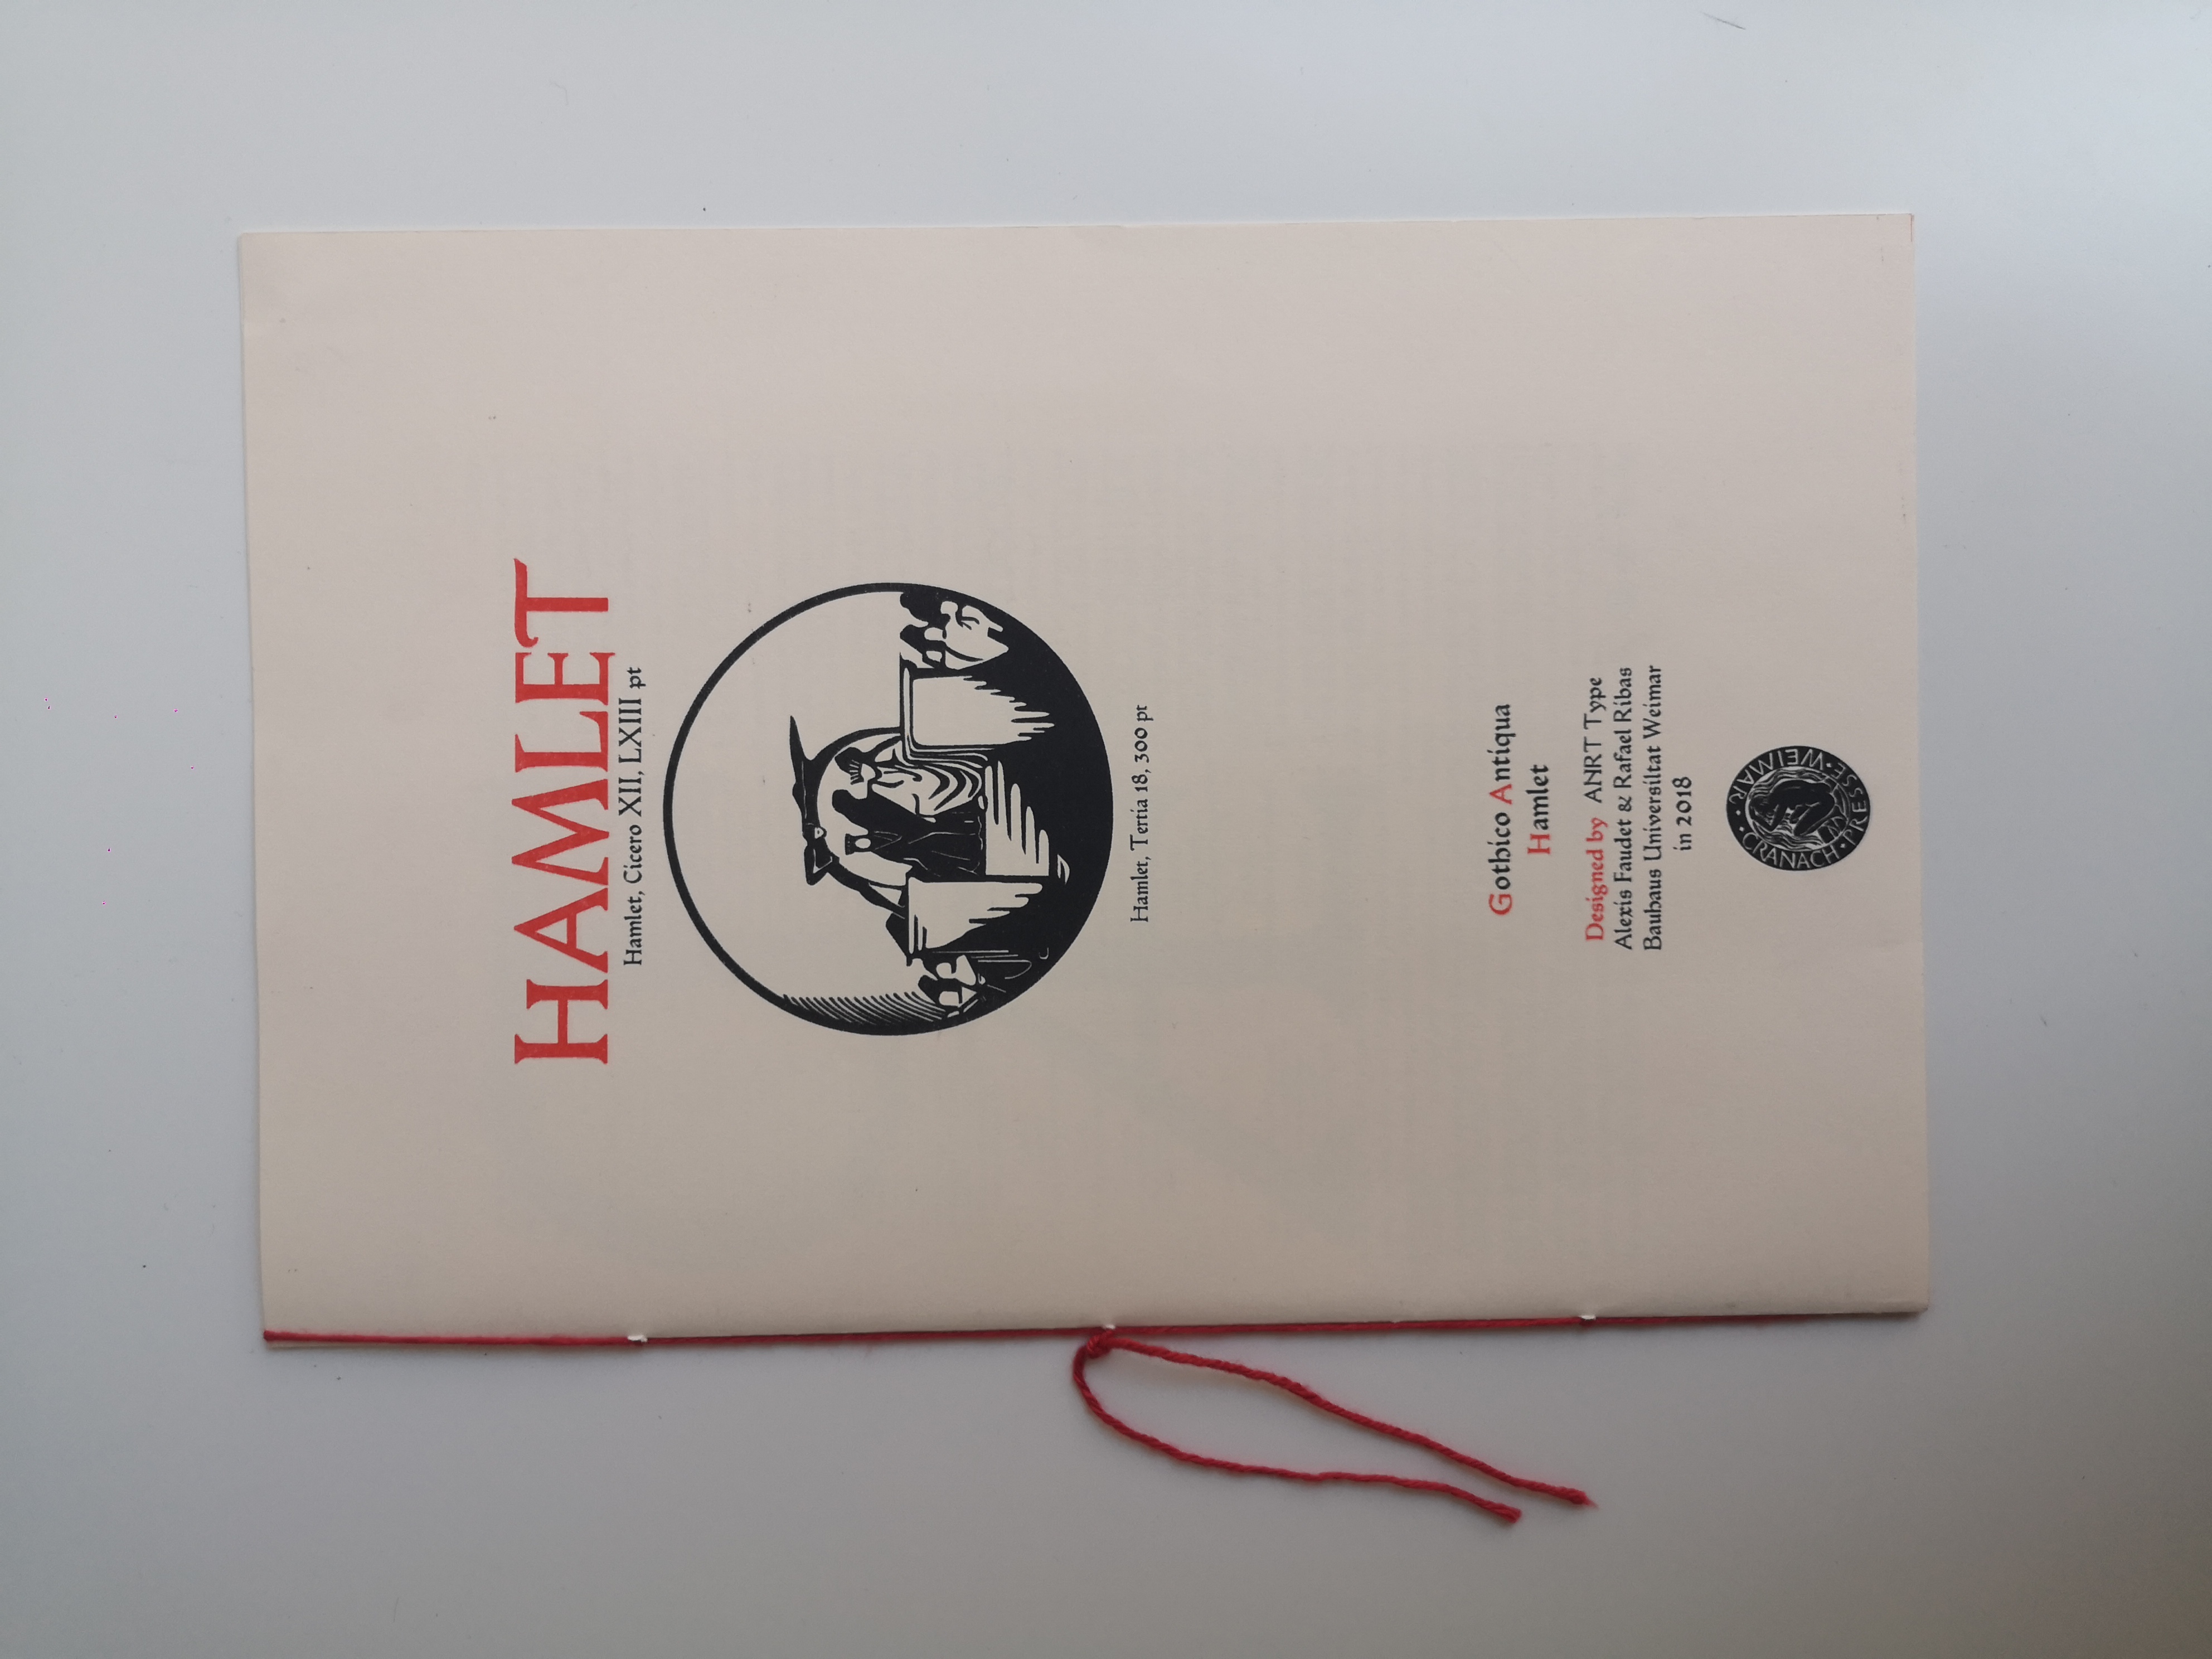 HAMLET
Hamlet, Cicero XII, LXIII pt
Hamlet, Tertia 18, 300 pt
Gothico Antiqua
Hamlet
Designed by ANRT Type
Alexis Faudet & Rafael Ribas
Bauhaus Universiltat Weimar
in 2018
CRANACH · PRESSE · WEIMAR